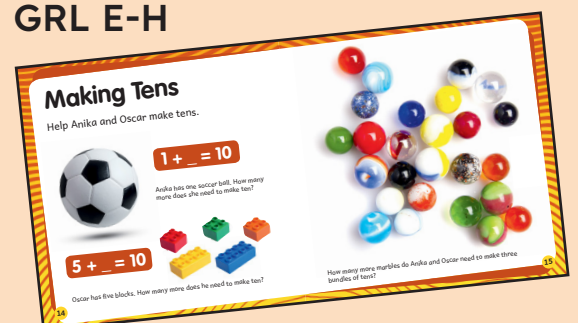 GRL E-H
Making Tens
Help Anika and Oscar make tens.
1 + _ = 10
Anika has one soccer ball. How many
more does she need to make ten?
5 + _ = 10
Oscar has five blocks. How many more does he need to make ten?
14
How many more marbles do Anika and Oscar need to make three
bundles of tens?
15